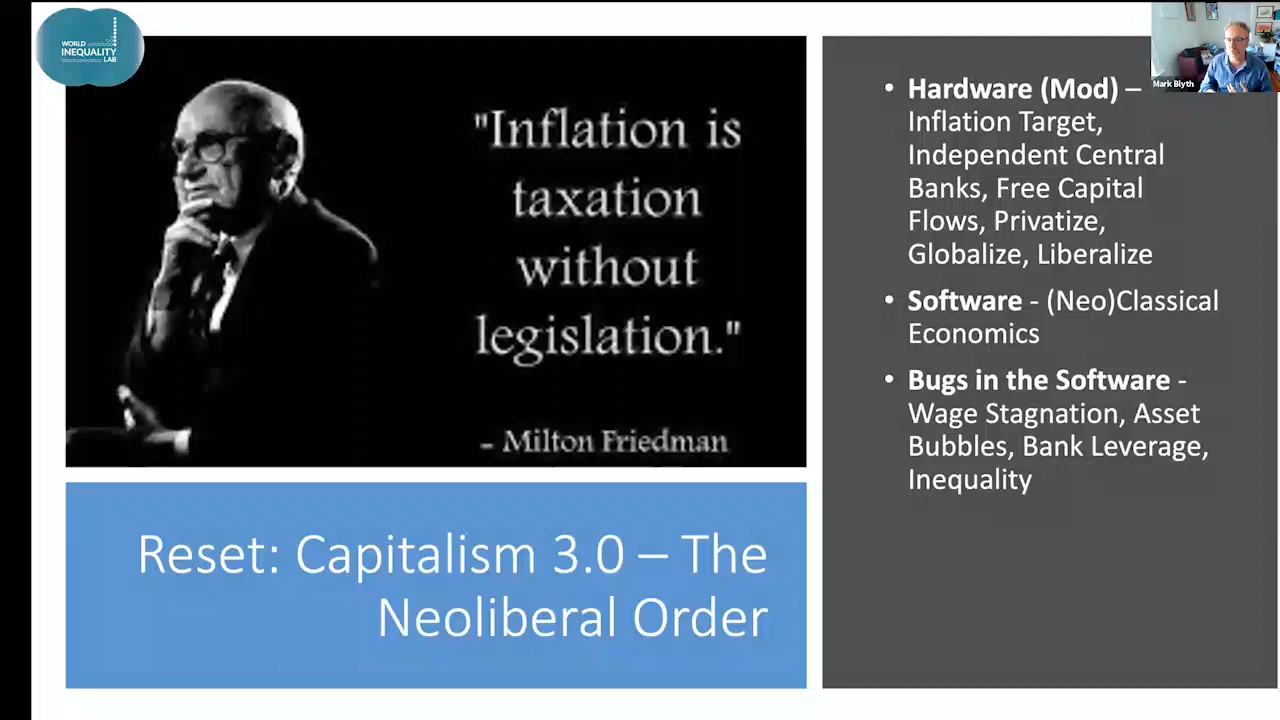 WORLD
INEQUALITY
LAB
"Inflation is
taxation
without
legislation."
– Milton Friedman
Reset: Capitalism 3.0 – The
Neoliberal Order
Mark Blyth
• Hardware (Mod) –
Inflation Target,
Independent Central
Banks, Free Capital
Flows, Privatize,
Globalize, Liberalize
• Software - (Neo)Classical
Economics
• Bugs in the Software -
Wage Stagnation, Asset
Bubbles, Bank Leverage,
Inequality